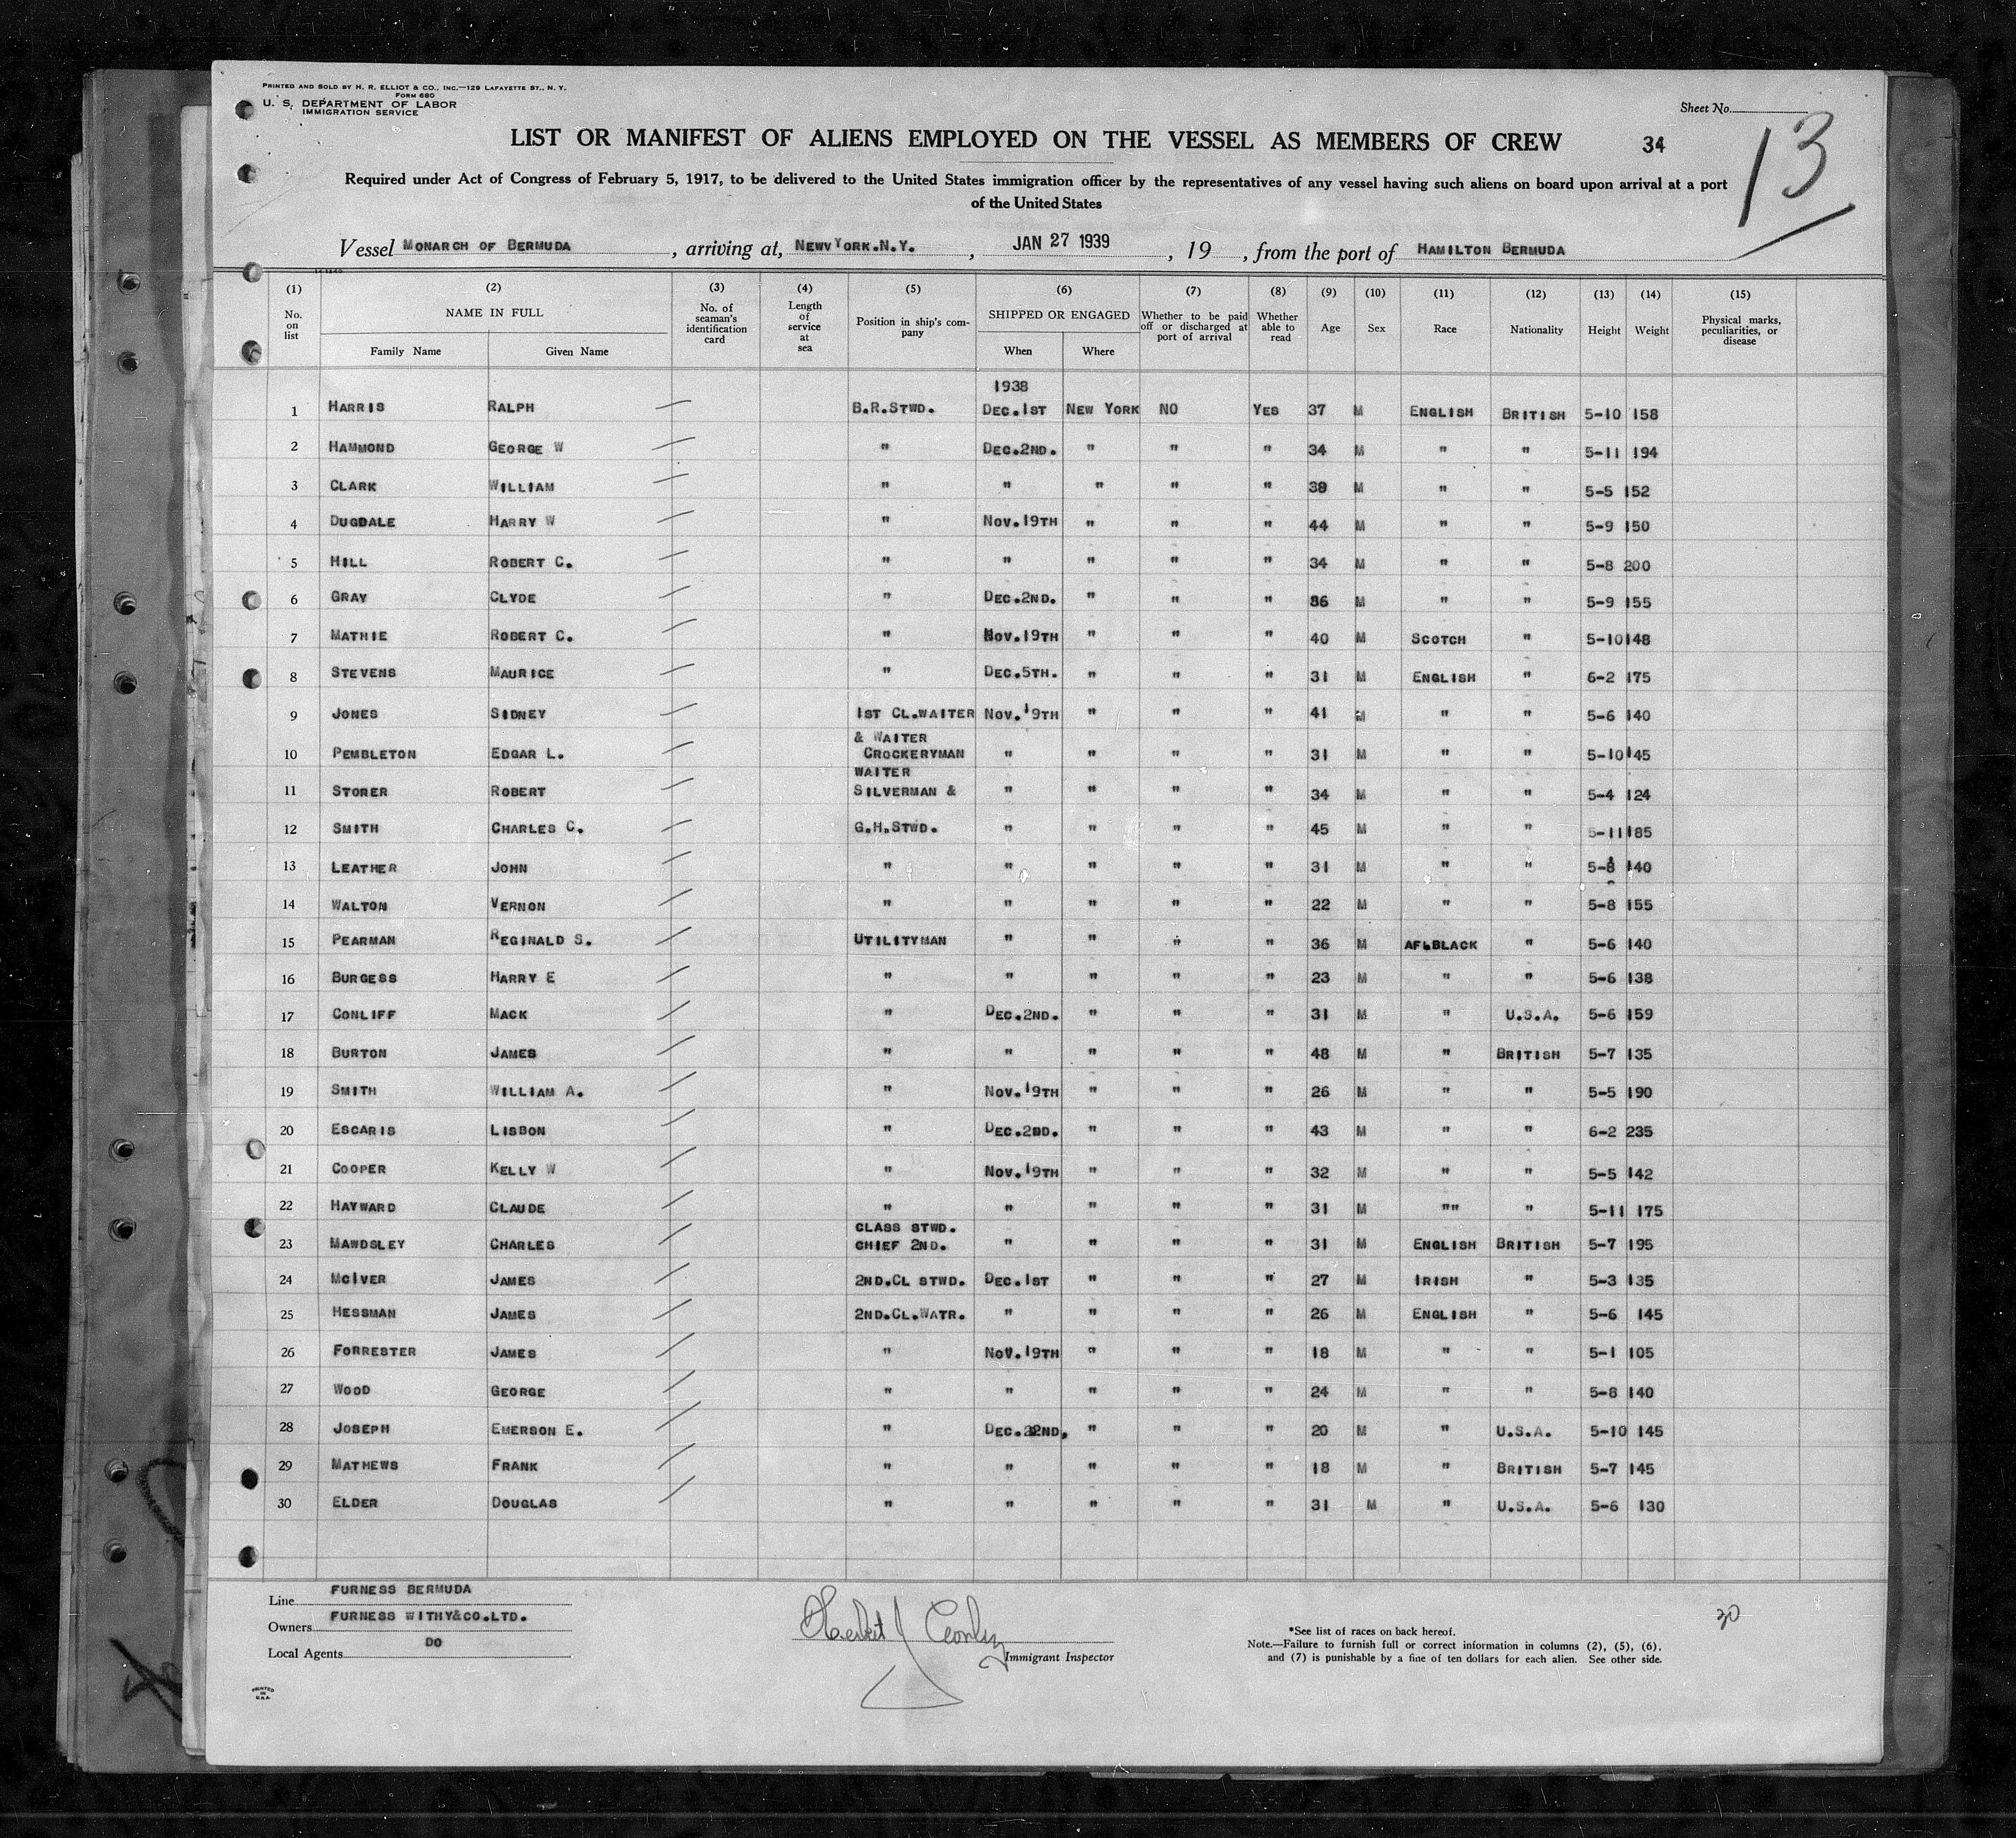 PRINTED AND SOLD BY H. R. ELLIOT & CO., INC.—129 LAFAYETTE ST., N. Y.
FORM 680
U. S. DEPARTMENT OF LABOR
IMMIGRATION SERVICE
Sheet No.
LIST OR MANIFEST OF ALIENS EMPLOYED ON THE VESSEL AS MEMBERS OF CREW 34
13
Required under Act of Congress of February 5, 1917, to be delivered to the United States immigration officer by the representatives of any vessel having such aliens on board upon arrival at a port
of the United States
Vessel MONARCH OF BERMUDA, arriving at, NEWVYORK.N.Y., JAN 27 1939, 19 , from the port of HAMILTON BERMUDA
(1) (2) (3) (4) (5) (6) (7) (8) (9) (10) (11) (12) (13) (14) (15)
No. on list NAME IN FULL No. of seaman's identification card Length of service at sea Position in ship's company SHIPPED OR ENGAGED Whether to be paid off or discharged at port of arrival Whether able to read Age Sex Race Nationality Height Weight Physical marks, peculiarities, or disease
Family Name Given Name When Where
1938
1 HARRIS RALPH B.R.STWD. DEC.1ST NEW YORK NO YES 37 M ENGLISH BRITISH 5-10 158
2 HAMMOND GEORGE W " DEC.2ND. " " " 34 M " " 5-11 194
3 CLARK WILLIAM " " " " " 38 M " " 5-5 152
4 DUGDALE HARRY W " NOV.19TH " " " 44 M " " 5-9 150
5 HILL ROBERT C. " " " " " 34 M " " 5-8 200
6 GRAY CLYDE " DEC.2ND. " " " 36 M " " 5-9 155
7 MATHIE ROBERT C. " NOV.19TH " " " 40 M SCOTCH " 5-10 148
8 STEVENS MAURICE " DEC.5TH. " " " 31 M ENGLISH " 6-2 175
9 JONES SIDNEY 1ST CL.WAITER NOV.19TH " " " 41 M " " 5-6 140
& WAITER
10 PEMBLETON EDGAR L. CROCKERYMAN " " " " 31 M " " 5-10 145
WAITER
11 STORER ROBERT SILVERMAN & " " " " 34 M " " 5-4 124
12 SMITH CHARLES C. G.H.STWD. " " " " 45 M " " 5-11 185
13 LEATHER JOHN " " " " " 31 M " " 5-8 140
14 WALTON VERNON " " " " " 22 M " " 5-8 155
15 PEARMAN REGINALD S. UTILITYMAN " " " " 36 M AF.BLACK " 5-6 140
16 BURGESS HARRY E " " " " " 23 M " " 5-6 138
17 CONLIFF MACK " DEC.2ND. " " " 31 M " U.S.A. 5-6 159
18 BURTON JAMES " " " " " 48 M " BRITISH 5-7 135
19 SMITH WILLIAM A. " NOV.19TH " " " 26 M " " 5-5 190
20 ESCARIS LISBON " DEC.2ND. " " " 43 M " " 6-2 235
21 COOPER KELLY W " NOV.19TH " " " 32 M " " 5-5 142
22 HAYWARD CLAUDE " " " " " 31 M "" " 5-11 175
CLASS STWD.
23 MAWDSLEY CHARLES CHIEF 2ND. " " " " 31 M ENGLISH BRITISH 5-7 195
24 MCIVER JAMES 2ND.CL STWD. DEC.1ST " " " 27 M IRISH " 5-3 135
25 HESSMAN JAMES 2ND.CL.WATR. " " " " 26 M ENGLISH " 5-6 145
26 FORRESTER JAMES " NOV.19TH " " " 18 M " " 5-1 105
27 WOOD GEORGE " " " " " 24 M " " 5-8 140
28 JOSEPH EMERSON E. " DEC.22ND. " " " 20 M " U.S.A. 5-10 145
29 MATHEWS FRANK " " " " " 18 M " BRITISH 5-7 145
30 ELDER DOUGLAS " " " " " 31 M " U.S.A. 5-6 130
Line FURNESS BERMUDA
Owners FURNESS WITHY&CO.LTD.
Local Agents DO
Immigrant Inspector
30
*See list of races on back hereof.
Note.—Failure to furnish full or correct information in columns (2), (5), (6),
and (7) is punishable by a fine of ten dollars for each alien. See other side.
PRINTED
IN
U.S.A.